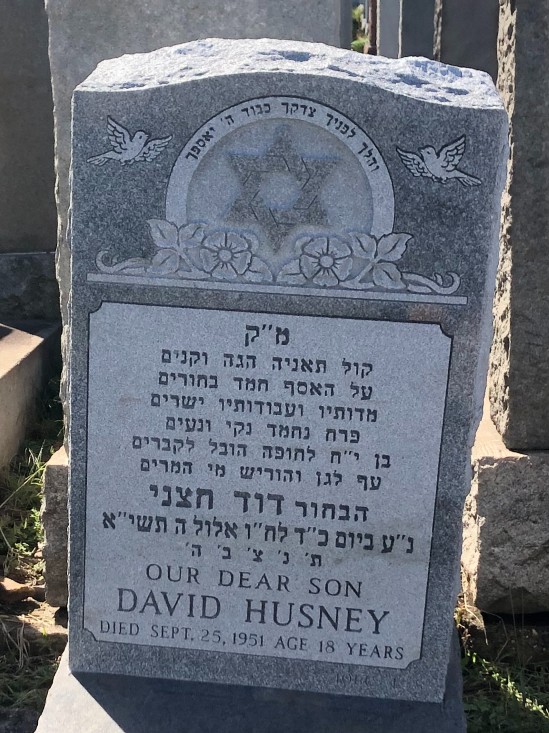 והלך לפניך צדקך כבוד ה' יאספך
מ"ק
קול תאניה הגה וקנים
על האסף חמד בחורים
מדותיו ועבודותיו ישרים
פרח נחמד נקי ונעים
בן י"ח לחופה הובל לקברים
עף לגן והוריש מי המרים
הבחור דוד חצני
נ"ע ביום כ"ד לח"ו אלול ה תשי"א
ת' נ' צ' ב' ה'
OUR DEAR SON
DAVID HUSNEY
DIED SEPT. 25, 1951 AGE 18 YEARS